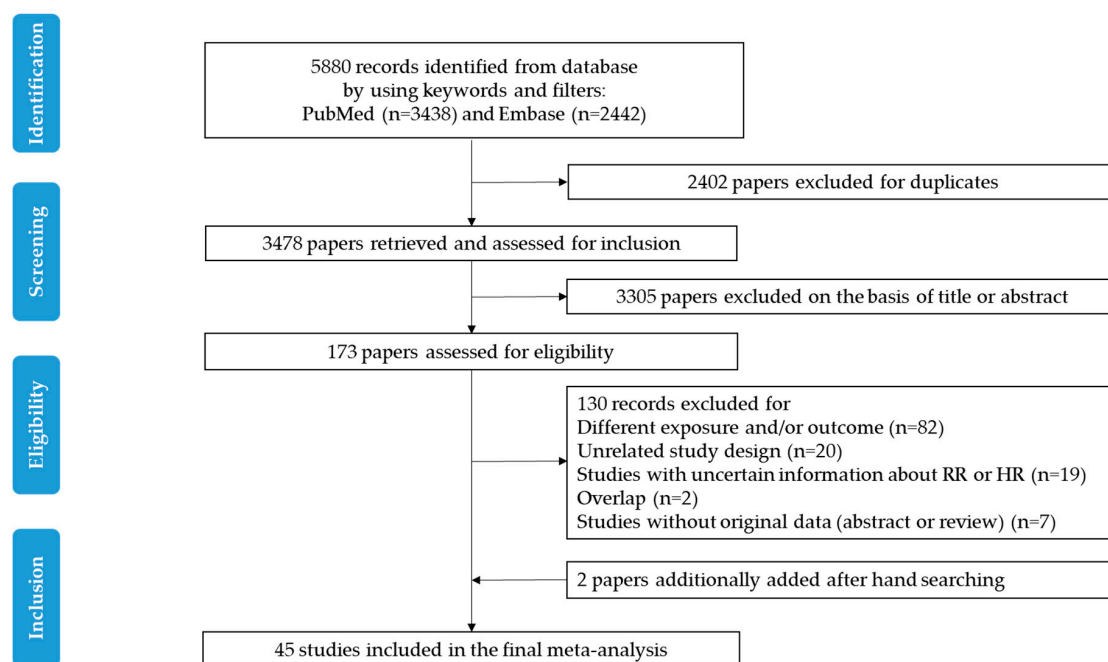 Identification
5880 records identified from database
by using keywords and filters:
PubMed (n=3438) and Embase (n=2442)
2402 papers excluded for duplicates
Screening
3478 papers retrieved and assessed for inclusion
3305 papers excluded on the basis of title or abstract
173 papers assessed for eligibility
Eligibility
130 records excluded for
Different exposure and/or outcome (n=82)
Unrelated study design (n=20)
Studies with uncertain information about RR or HR (n=19)
Overlap (n=2)
Studies without original data (abstract or review) (n=7)
Inclusion
2 papers additionally added after hand searching
45 studies included in the final meta-analysis